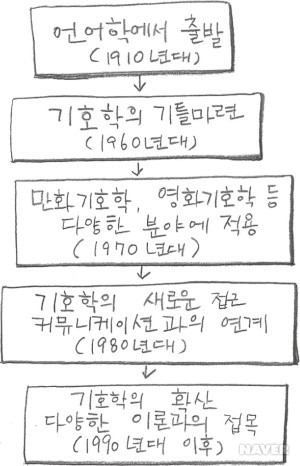 언어학에서 출발
(1910년대)
기호학의 기틀마련
(1960년대)
만화기호학, 영화기호학 등
다양한 분야에 적용
(1970년대)
기호학의 새로운 접근
커뮤니케이션과의 연계
(1980년대)
기호학의 확산
다양한 이론과의 접목
(1990년대 이후)
NAVER